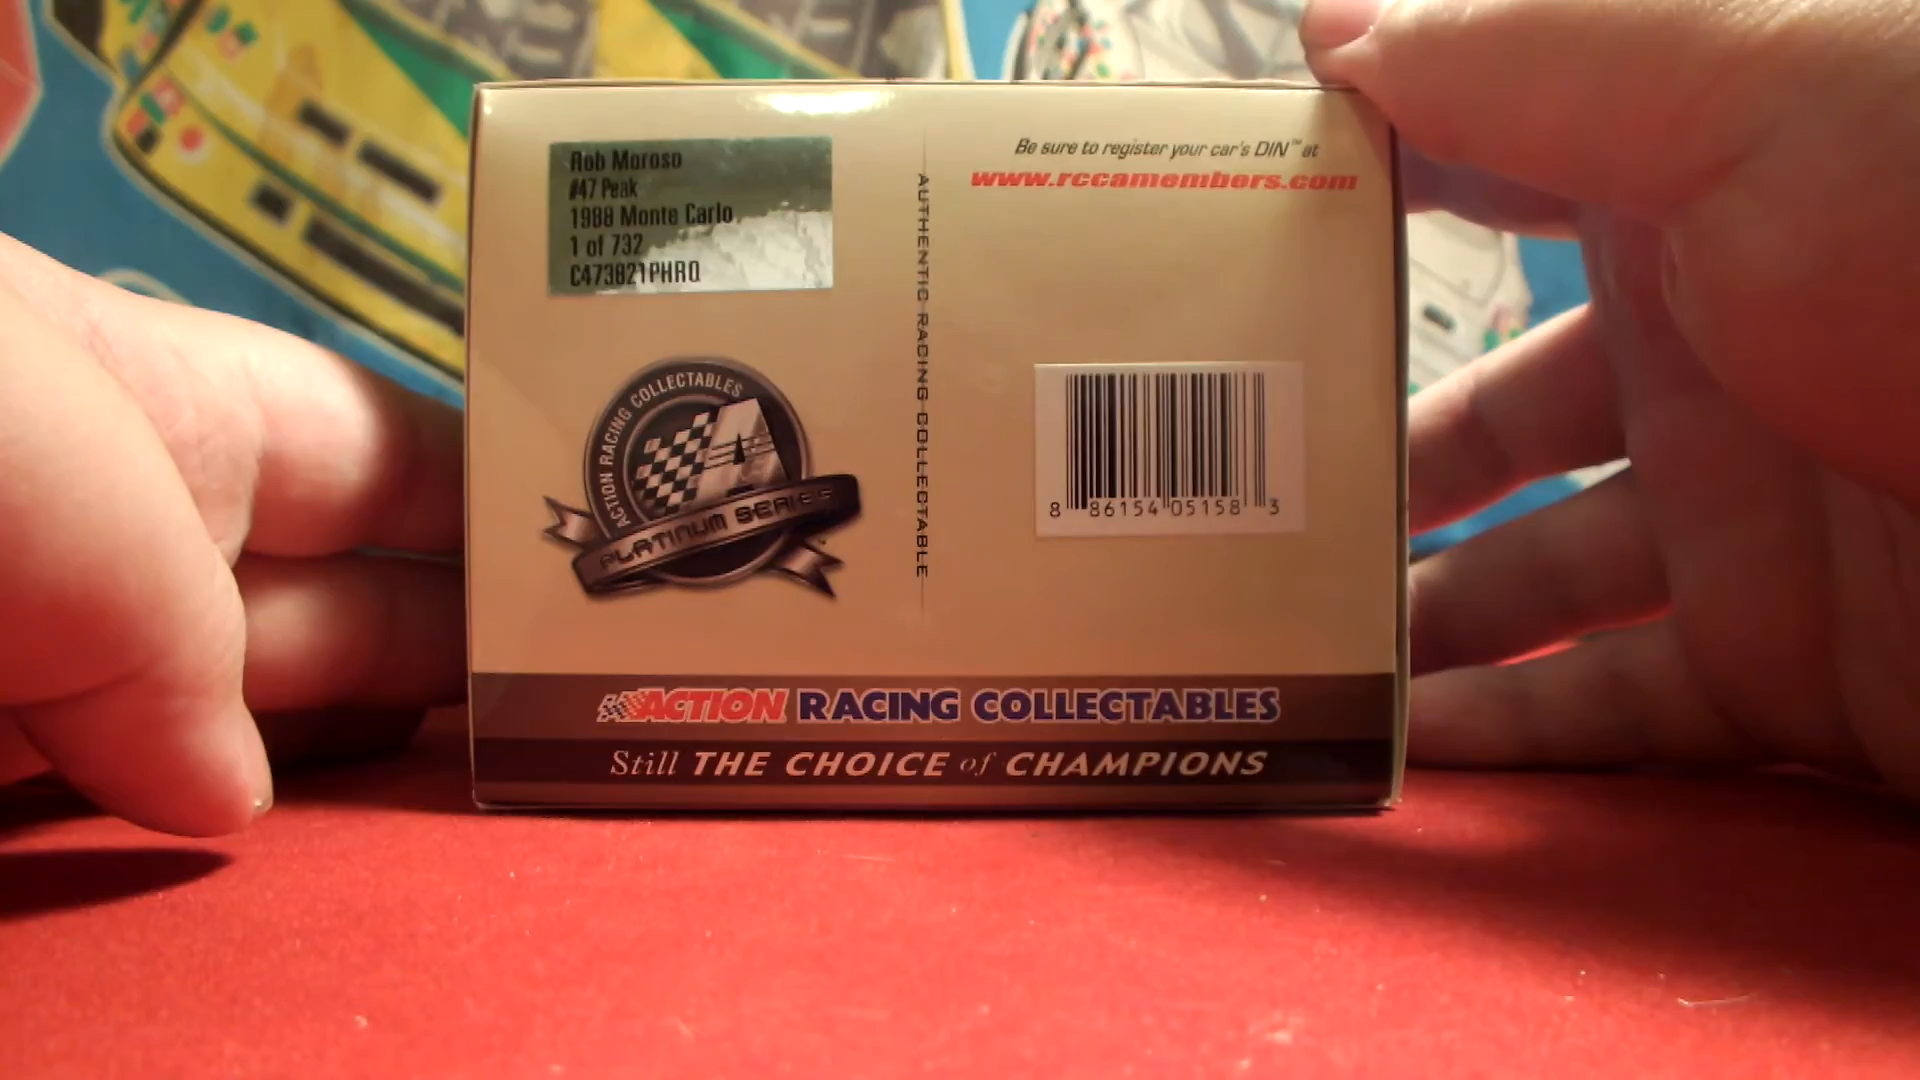 Rob Moroso
#47 Peak
1988 Monte Carlo
1 of 732
C473821PHRO
ACTION RACING COLLECTABLES
PLATINUM SERIES
AUTHENTIC RACING COLLECTABLE
Be sure to register your car's DIN™ at
www.rccamembers.com
8 86154 05158 3
ACTION RACING COLLECTABLES
Still THE CHOICE of CHAMPIONS